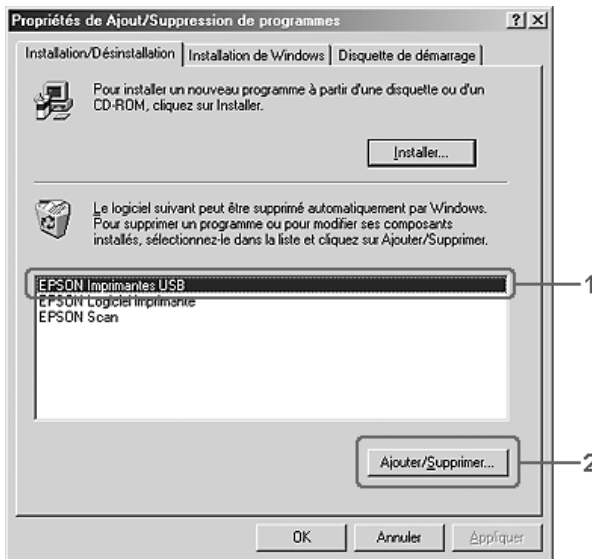 Propriétés de Ajout/Suppression de programmes
Installation/Désinstallation
Installation de Windows
Disquette de démarrage
Pour installer un nouveau programme à partir d'une disquette ou d'un
CD-ROM, cliquez sur Installer.
Installer...
Le logiciel suivant peut être supprimé automatiquement par Windows.
Pour supprimer un programme ou pour modifier ses composants
installés, sélectionnez-le dans la liste et cliquez sur Ajouter/Supprimer.
EPSON Imprimantes USB
1
EPSON Logiciel Imprimante
EPSON Scan
Ajouter/Supprimer...
2
OK
Annuler
Appliquer